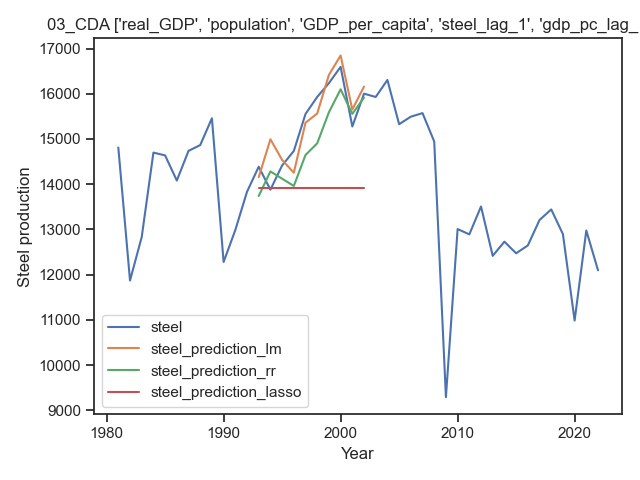 03_CDA ['real_GDP', 'population', 'GDP_per_capita', 'steel_lag_1', 'gdp_pc_lag_
17000
16000
15000
14000
13000
12000
11000
10000
9000
Steel production
steel
steel_prediction_lm
steel_prediction_rr
steel_prediction_lasso
1980
1990
2000
2010
2020
Year